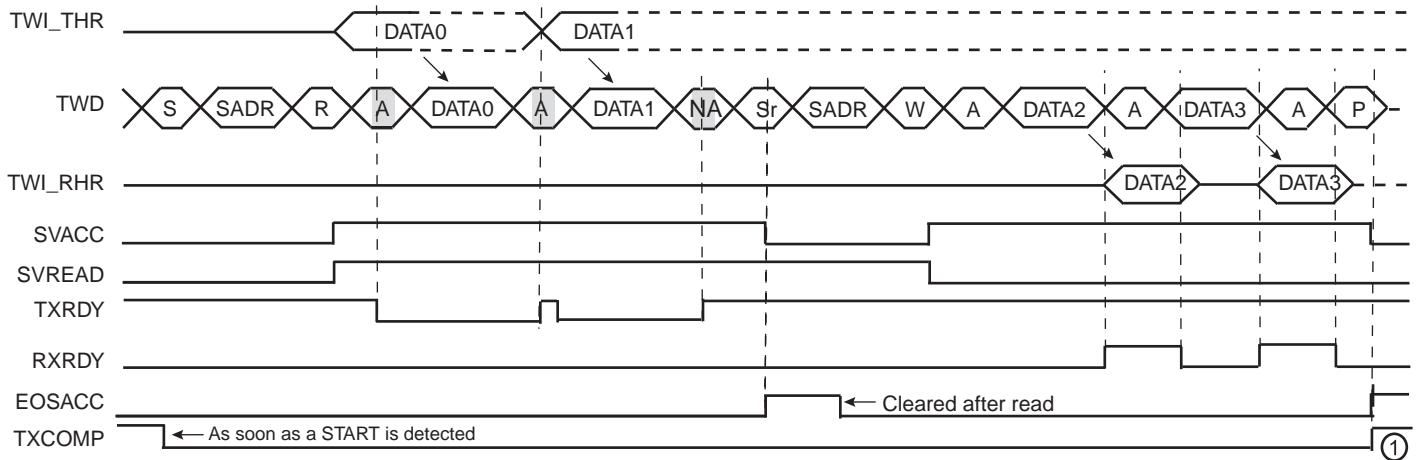 TWI_THR DATA0 DATA1
TWD S SADR R A DATA0 A DATA1 NA Sr SADR W A DATA2 A DATA3 A P
TWI_RHR DATA2 DATA3
SVACC
SVREAD
TXRDY
RXRDY
EOSACC Cleared after read
TXCOMP As soon as a START is detected 1